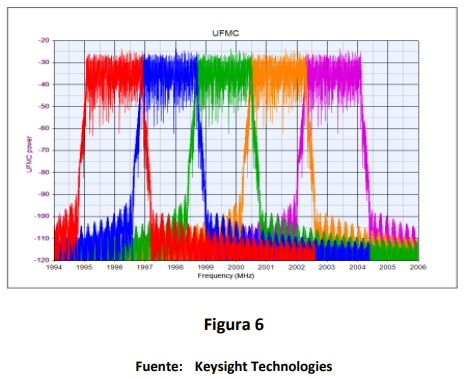 UFMC
-20
-30
-40
-50
-60
-70
-80
-90
-100
-110
-120
UFMC power
1994 1995 1996 1997 1998 1999 2000 2001 2002 2003 2004 2005 2006
Frequency (MHz)
Figura 6
Fuente: Keysight Technologies